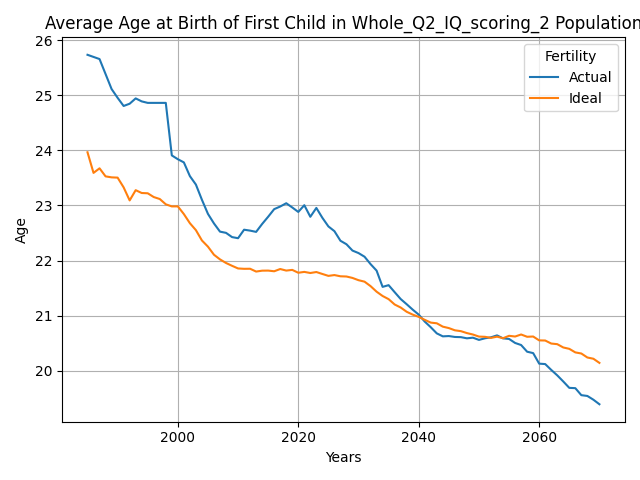 Average Age at Birth of First Child in Whole_Q2_IQ_scoring_2 Population
Fertility
Actual
Ideal
Age
26
25
24
23
22
21
20
2000
2020
2040
2060
Years